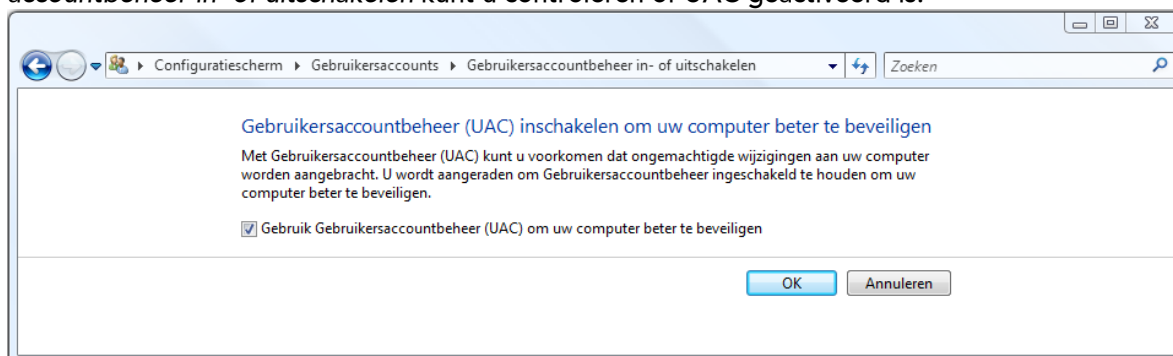 accountbeheer in- of uitschakelen kunt u controleren of UAC geactiveerd is.
Configuratiescherm Gebruikersaccounts Gebruikersaccountbeheer in- of uitschakelen Zoeken
Gebruikersaccountbeheer (UAC) inschakelen om uw computer beter te beveiligen
Met Gebruikersaccountbeheer (UAC) kunt u voorkomen dat ongemachtigde wijzigingen aan uw computer
worden aangebracht. U wordt aangeraden om Gebruikersaccountbeheer ingeschakeld te houden om uw
computer beter te beveiligen.
Gebruik Gebruikersaccountbeheer (UAC) om uw computer beter te beveiligen
OK Annuleren